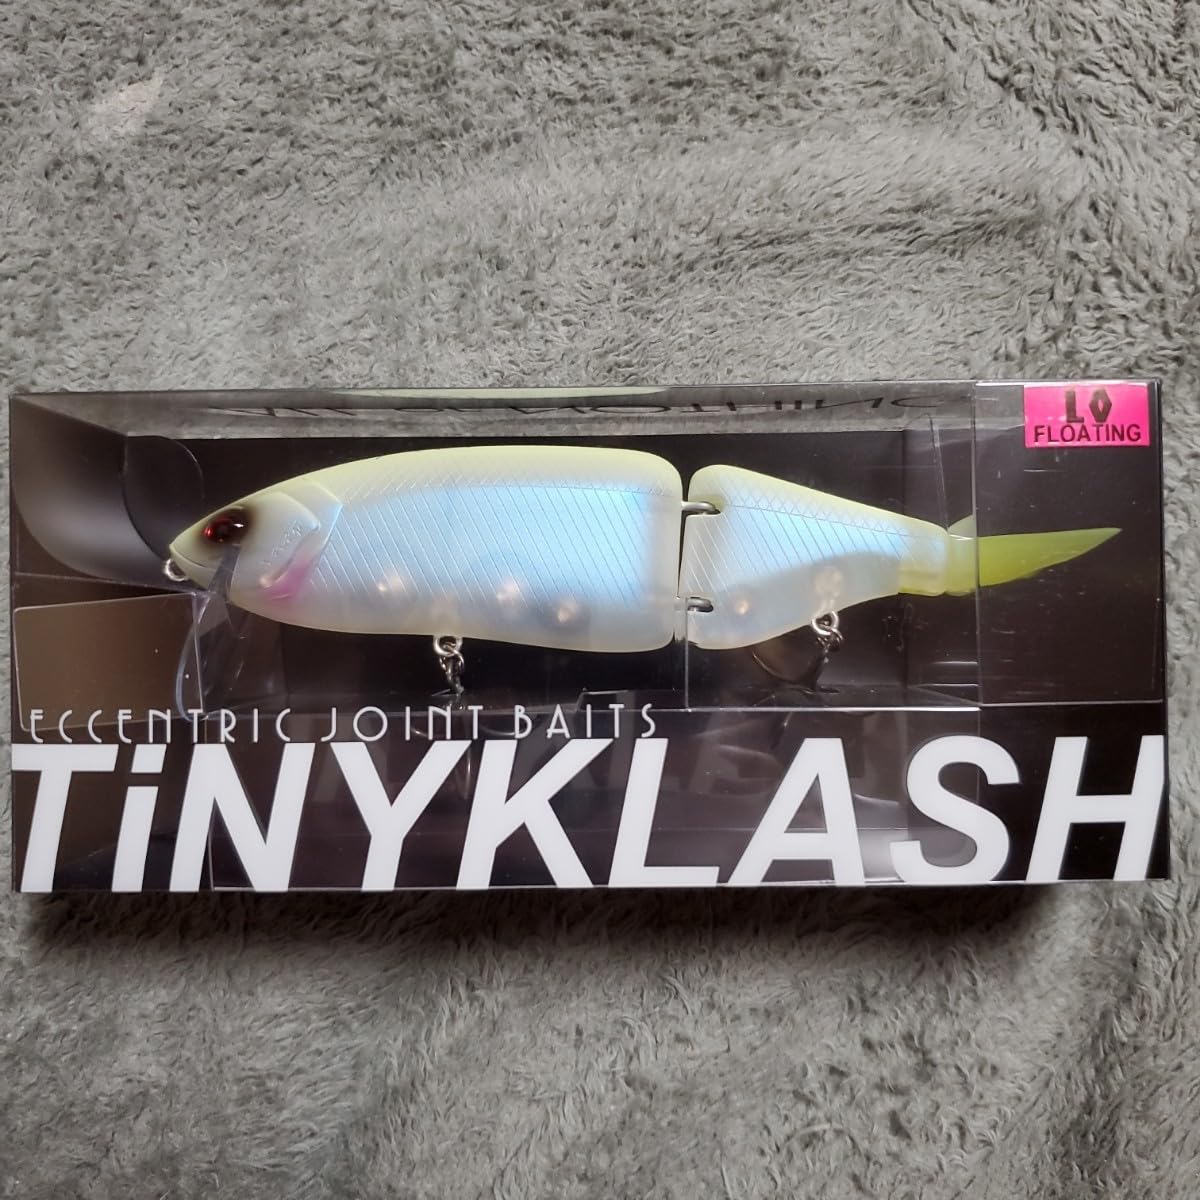 LO
FLOATING
ECCENTRIC JOINT BAITS
TiNYKLASH